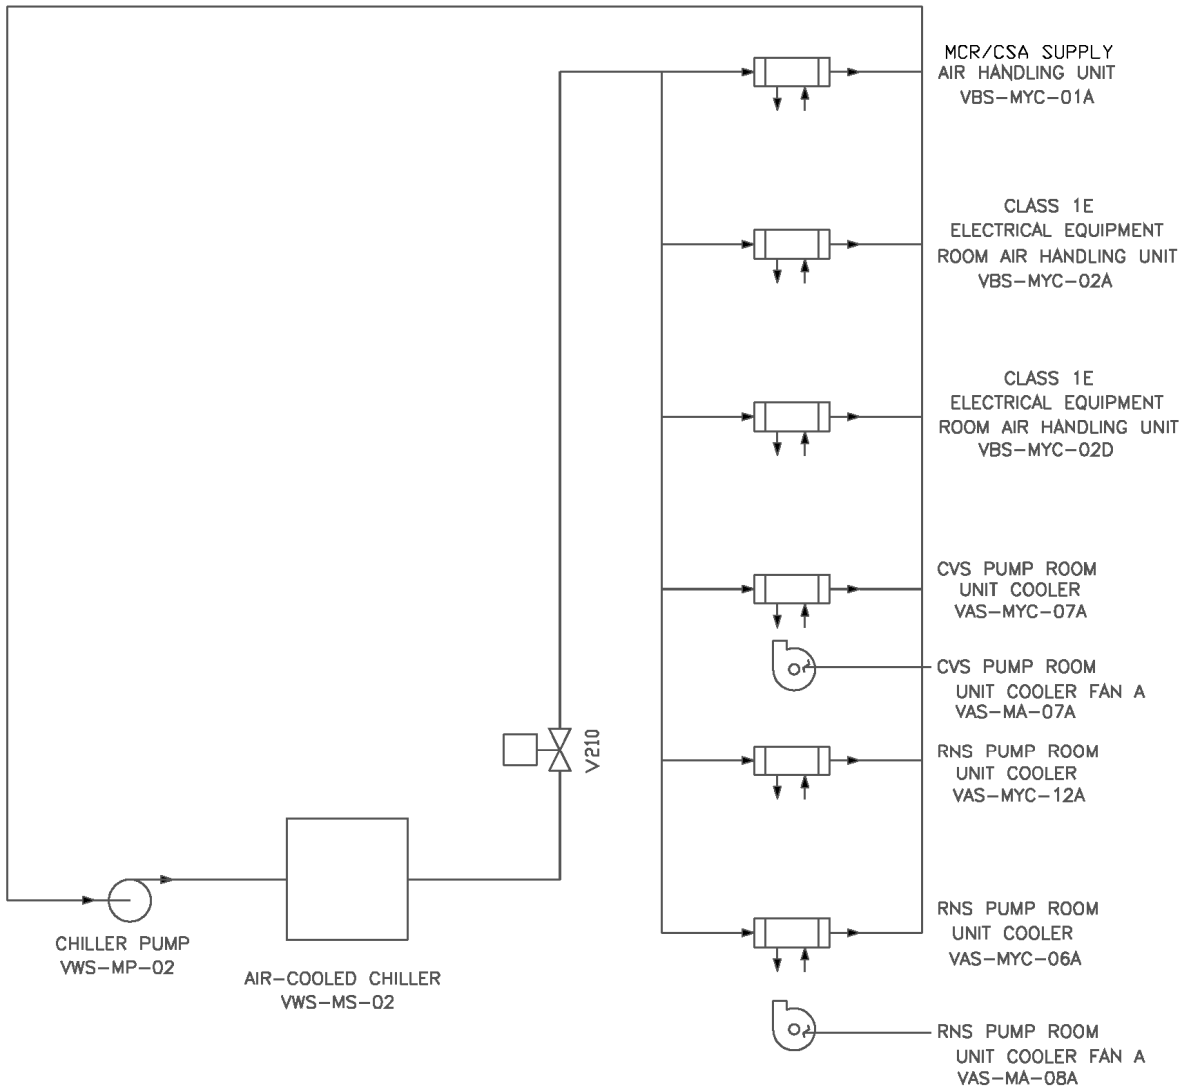 MCR/CSA SUPPLY
AIR HANDLING UNIT
VBS-MYC-01A
CLASS 1E
ELECTRICAL EQUIPMENT
ROOM AIR HANDLING UNIT
VBS-MYC-02A
CLASS 1E
ELECTRICAL EQUIPMENT
ROOM AIR HANDLING UNIT
VBS-MYC-02D
CVS PUMP ROOM
UNIT COOLER
VAS-MYC-07A
CVS PUMP ROOM
UNIT COOLER FAN A
VAS-MA-07A
V210
RNS PUMP ROOM
UNIT COOLER
VAS-MYC-12A
RNS PUMP ROOM
UNIT COOLER
VAS-MYC-06A
CHILLER PUMP
VWS-MP-02
AIR-COOLED CHILLER
VWS-MS-02
RNS PUMP ROOM
UNIT COOLER FAN A
VAS-MA-08A